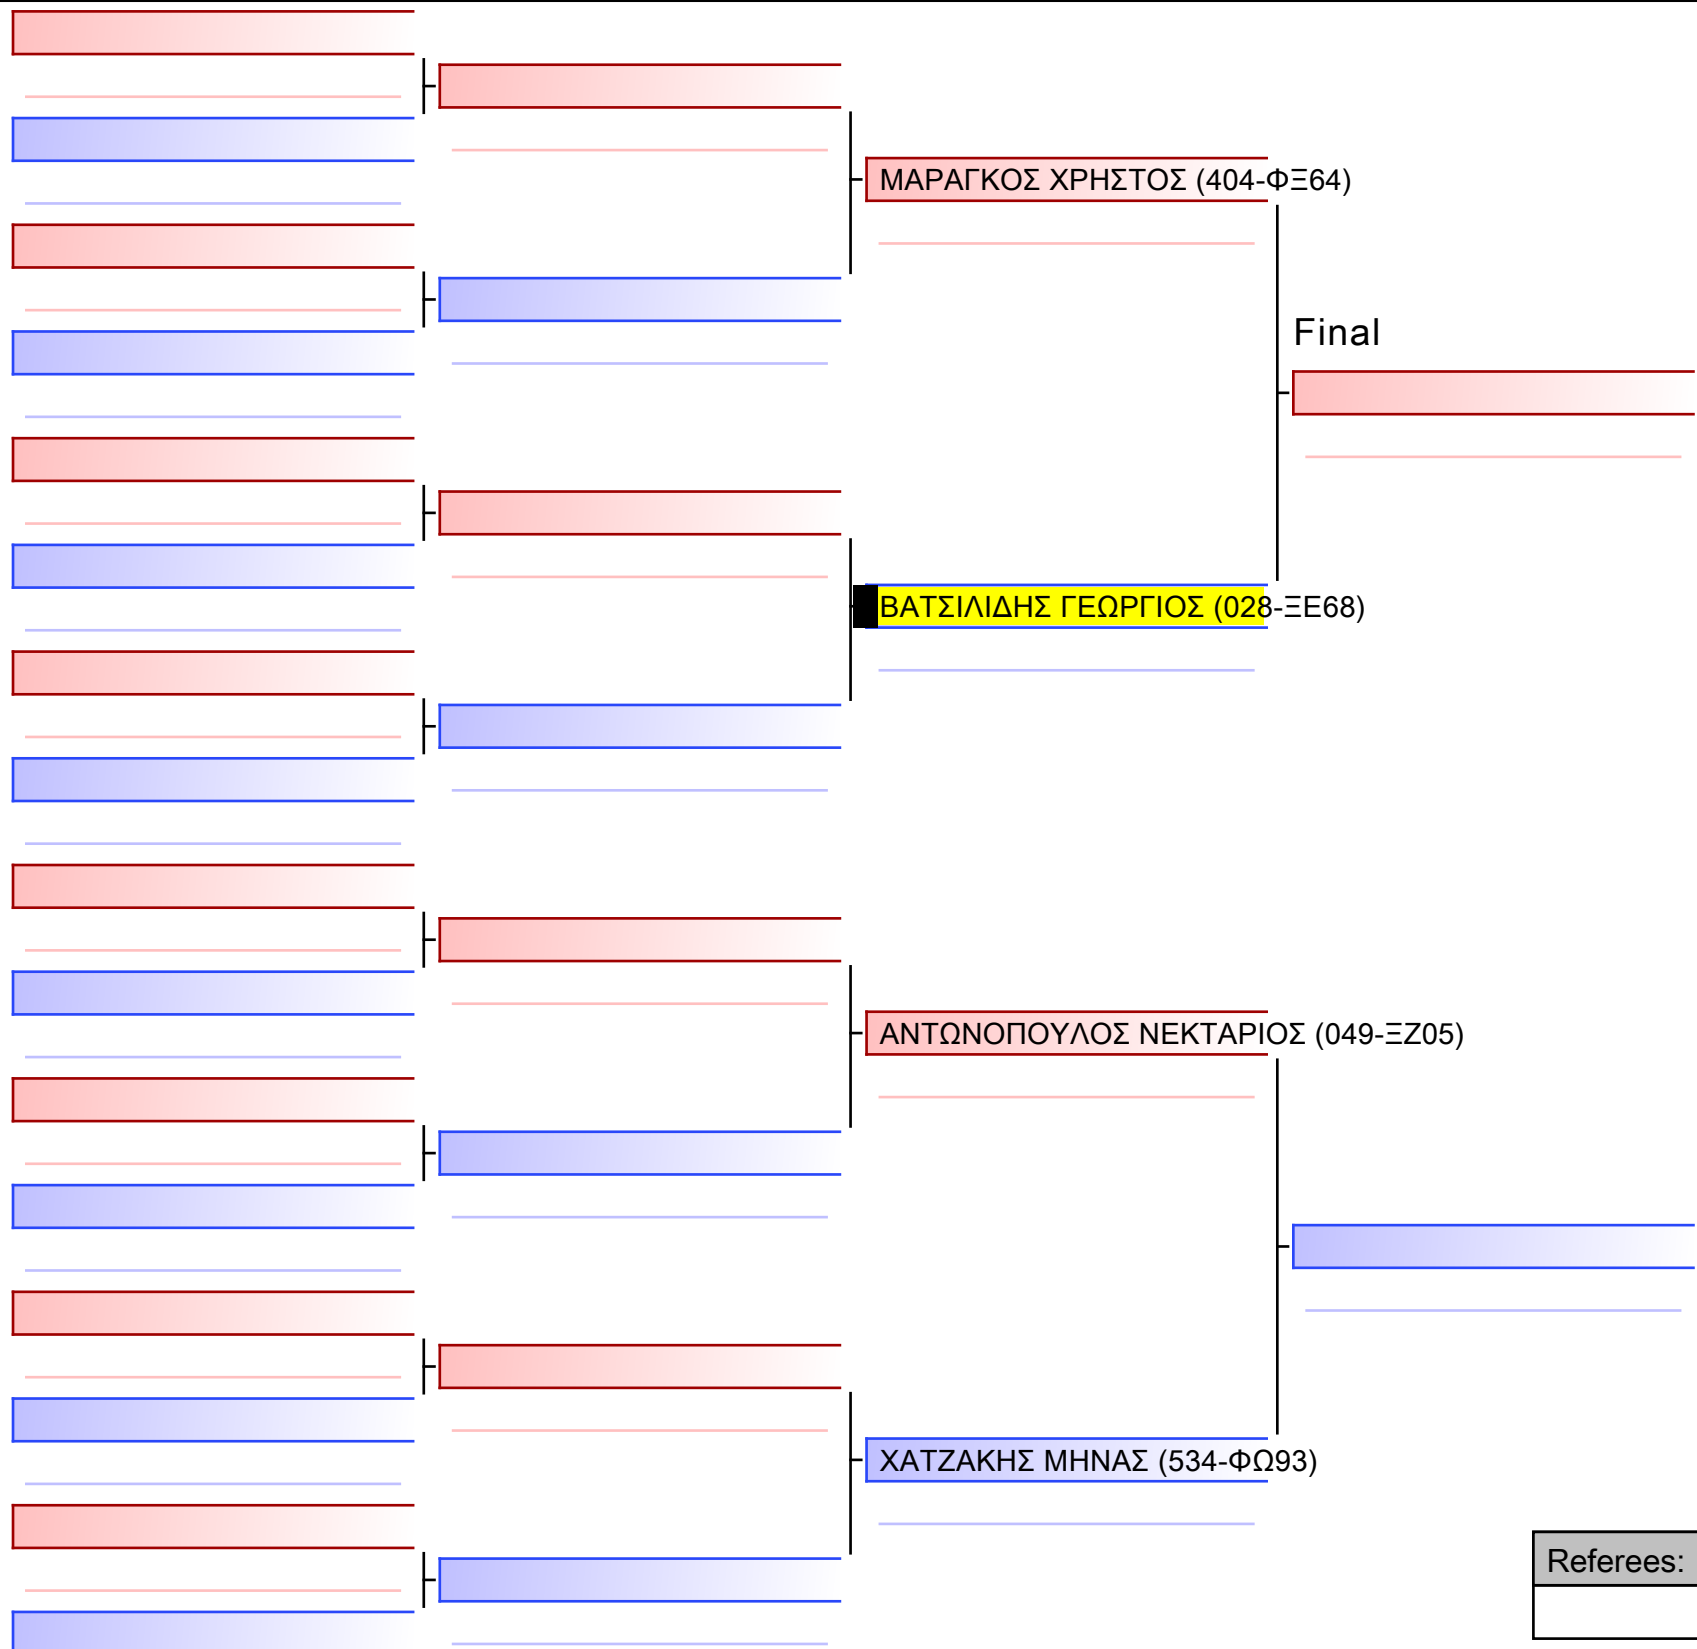 ΜΑΡΑΓΚΟΣ ΧΡΗΣΤΟΣ (404-ΦΞ64)
Final
ΒΑΤΣΙΛΙΔΗΣ ΓΕΩΡΓΙΟΣ (028-ΞΕ68)
ΑΝΤΩΝΟΠΟΥΛΟΣ ΝΕΚΤΑΡΙΟΣ (049-ΞΖ05)
ΧΑΤΖΑΚΗΣ ΜΗΝΑΣ (534-ΦΩ93)
Referees: